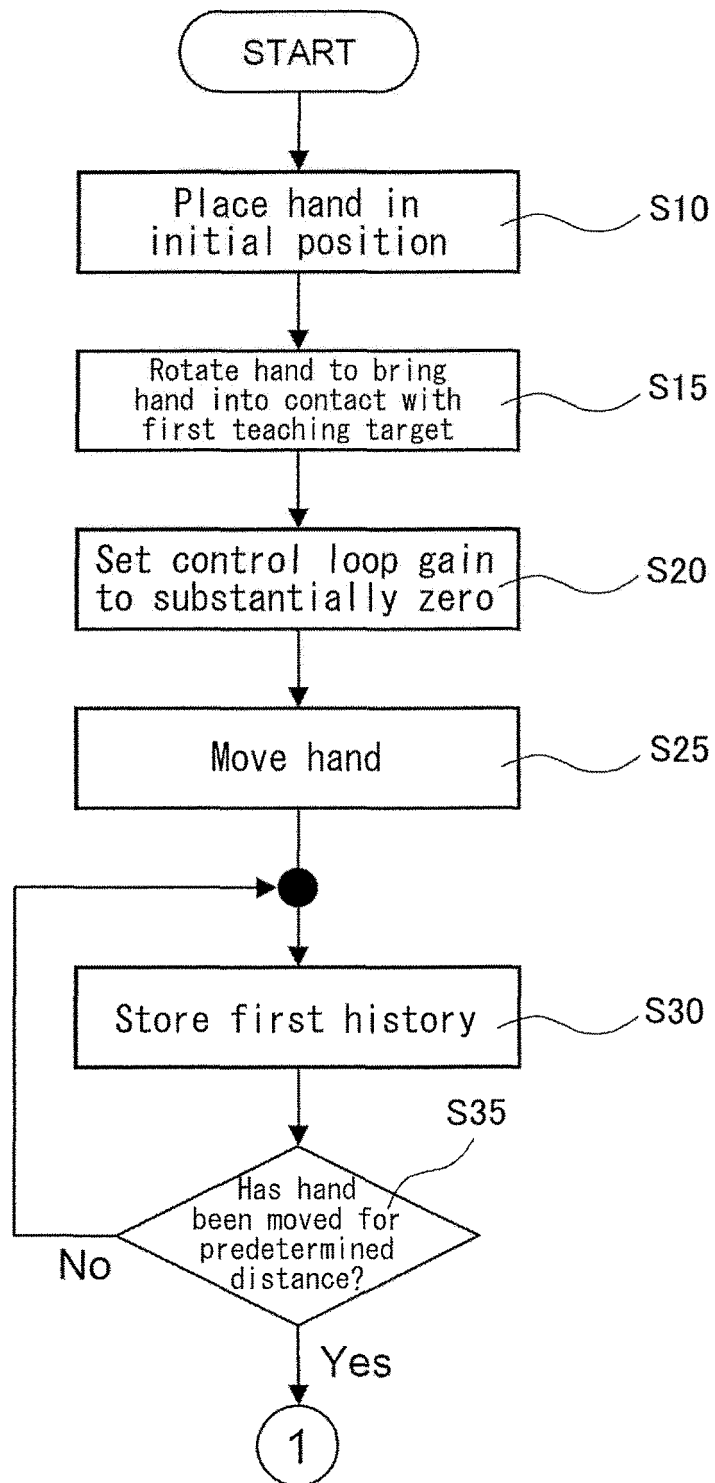 START
Place hand in
initial position
S10
Rotate hand to bring
hand into contact with
first teaching target
S15
Set control loop gain
to substantially zero
S20
Move hand
S25
Store first history
S30
S35
Has hand
been moved for
predetermined
distance?
No
Yes
1